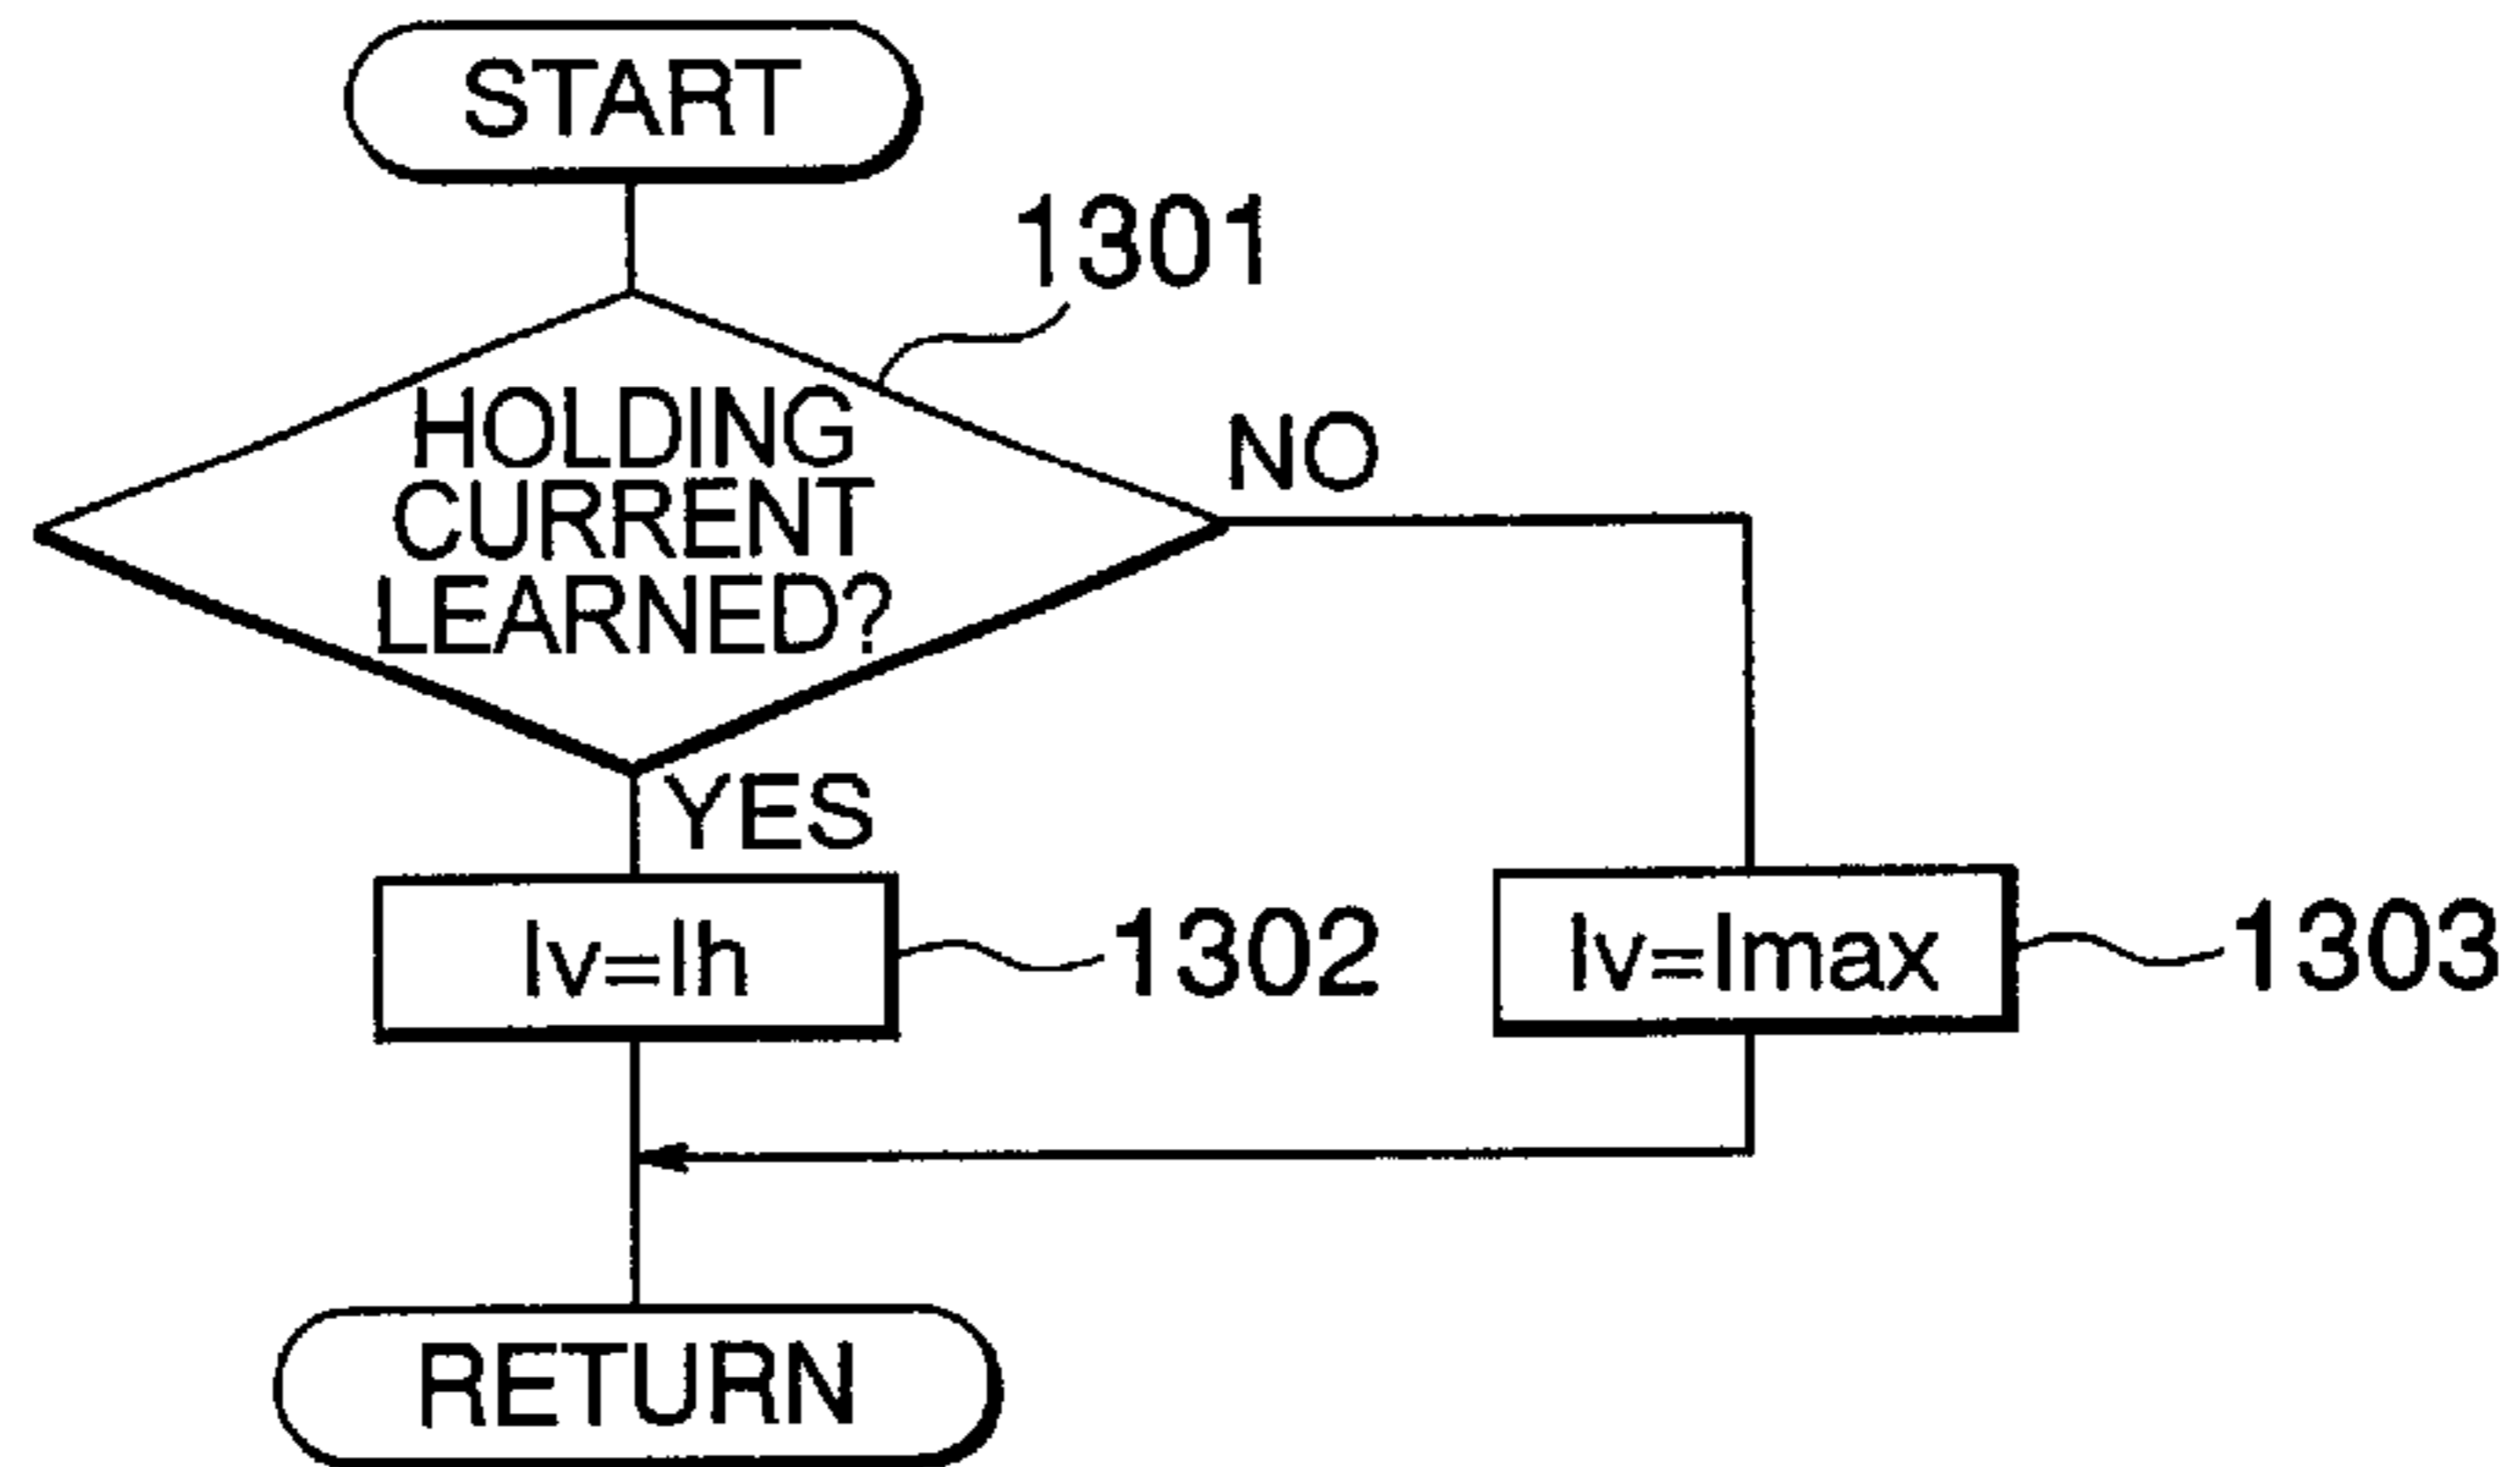 START
1301
HOLDING
CURRENT
LEARNED?
NO
YES
Iv=Ih
1302
Iv=Imax
1303
RETURN